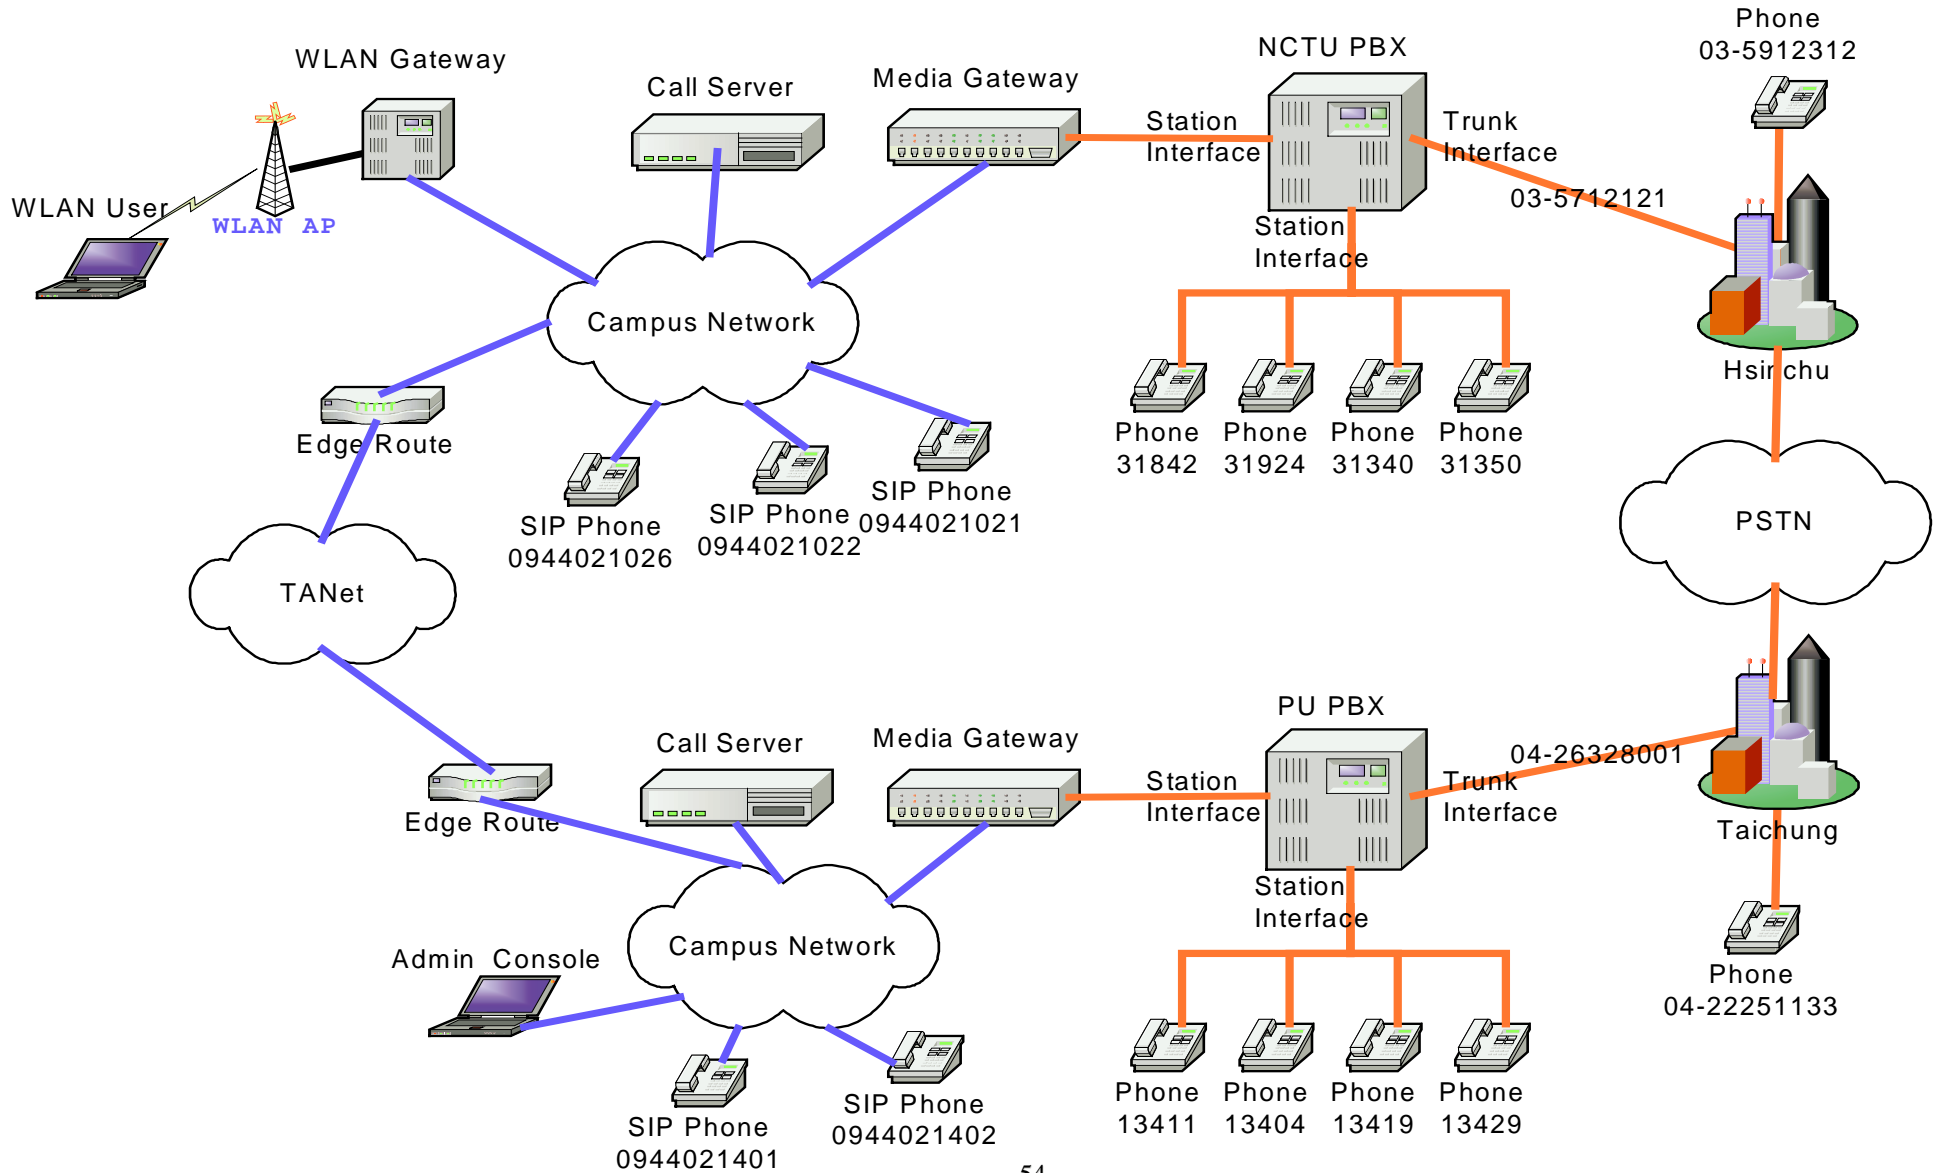 Phone
03-5912312
NCTU PBX
WLAN Gateway
Call Server
Media Gateway
Station
Interface
Trunk
Interface
03-5712121
WLAN User
WLAN AP
Station
Interface
Campus Network
Hsinchu
Edge Route
Phone
31842
Phone
31924
Phone
31340
Phone
31350
SIP Phone
0944021026
SIP Phone
0944021022
SIP Phone
0944021021
PSTN
TANet
PU PBX
Call Server
Media Gateway
04-26328001
Station
Interface
Trunk
Interface
Edge Route
Taichung
Station
Interface
Campus Network
Admin Console
Phone
04-22251133
Phone
13411
Phone
13404
Phone
13419
Phone
13429
SIP Phone
0944021402
SIP Phone
0944021401
54